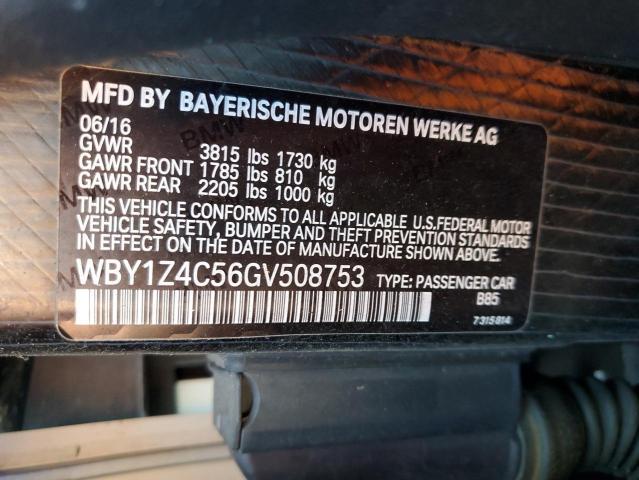 MFD BY BAYERISCHE MOTOREN WERKE AG
06/16
GVWR 3815 lbs 1730 kg
GAWR FRONT 1785 lbs 810 kg
GAWR REAR 2205 lbs 1000 kg
THIS VEHICLE CONFORMS TO ALL APPLICABLE U.S.FEDERAL MOTOR
VEHICLE SAFETY, BUMPER AND THEFT PREVENTION STANDARDS
IN EFFECT ON THE DATE OF MANUFACTURE SHOWN ABOVE.
WBY1Z4C56GV508753 TYPE: PASSENGER CAR
B85
7315814